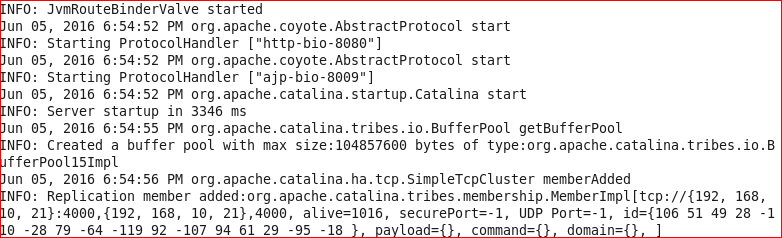 INFO: JvmRouteBinderValve started
Jun 05, 2016 6:54:52 PM org.apache.coyote.AbstractProtocol start
INFO: Starting ProtocolHandler ["http-bio-8080"]
Jun 05, 2016 6:54:52 PM org.apache.coyote.AbstractProtocol start
INFO: Starting ProtocolHandler ["ajp-bio-8009"]
Jun 05, 2016 6:54:52 PM org.apache.catalina.startup.Catalina start
INFO: Server startup in 3346 ms
Jun 05, 2016 6:54:55 PM org.apache.catalina.tribes.io.BufferPool getBufferPool
INFO: Created a buffer pool with max size:104857600 bytes of type:org.apache.catalina.tribes.io.B
ufferPool15Impl
Jun 05, 2016 6:54:56 PM org.apache.catalina.ha.tcp.SimpleTcpCluster memberAdded
INFO: Replication member added:org.apache.catalina.tribes.membership.MemberImpl[tcp://{192, 168, 
10, 21}:4000,{192, 168, 10, 21},4000, alive=1016, securePort=-1, UDP Port=-1, id={106 51 49 28 -1
10 -28 79 -64 -119 92 -107 94 61 29 -95 -18 }, payload={}, command={}, domain={}, ]